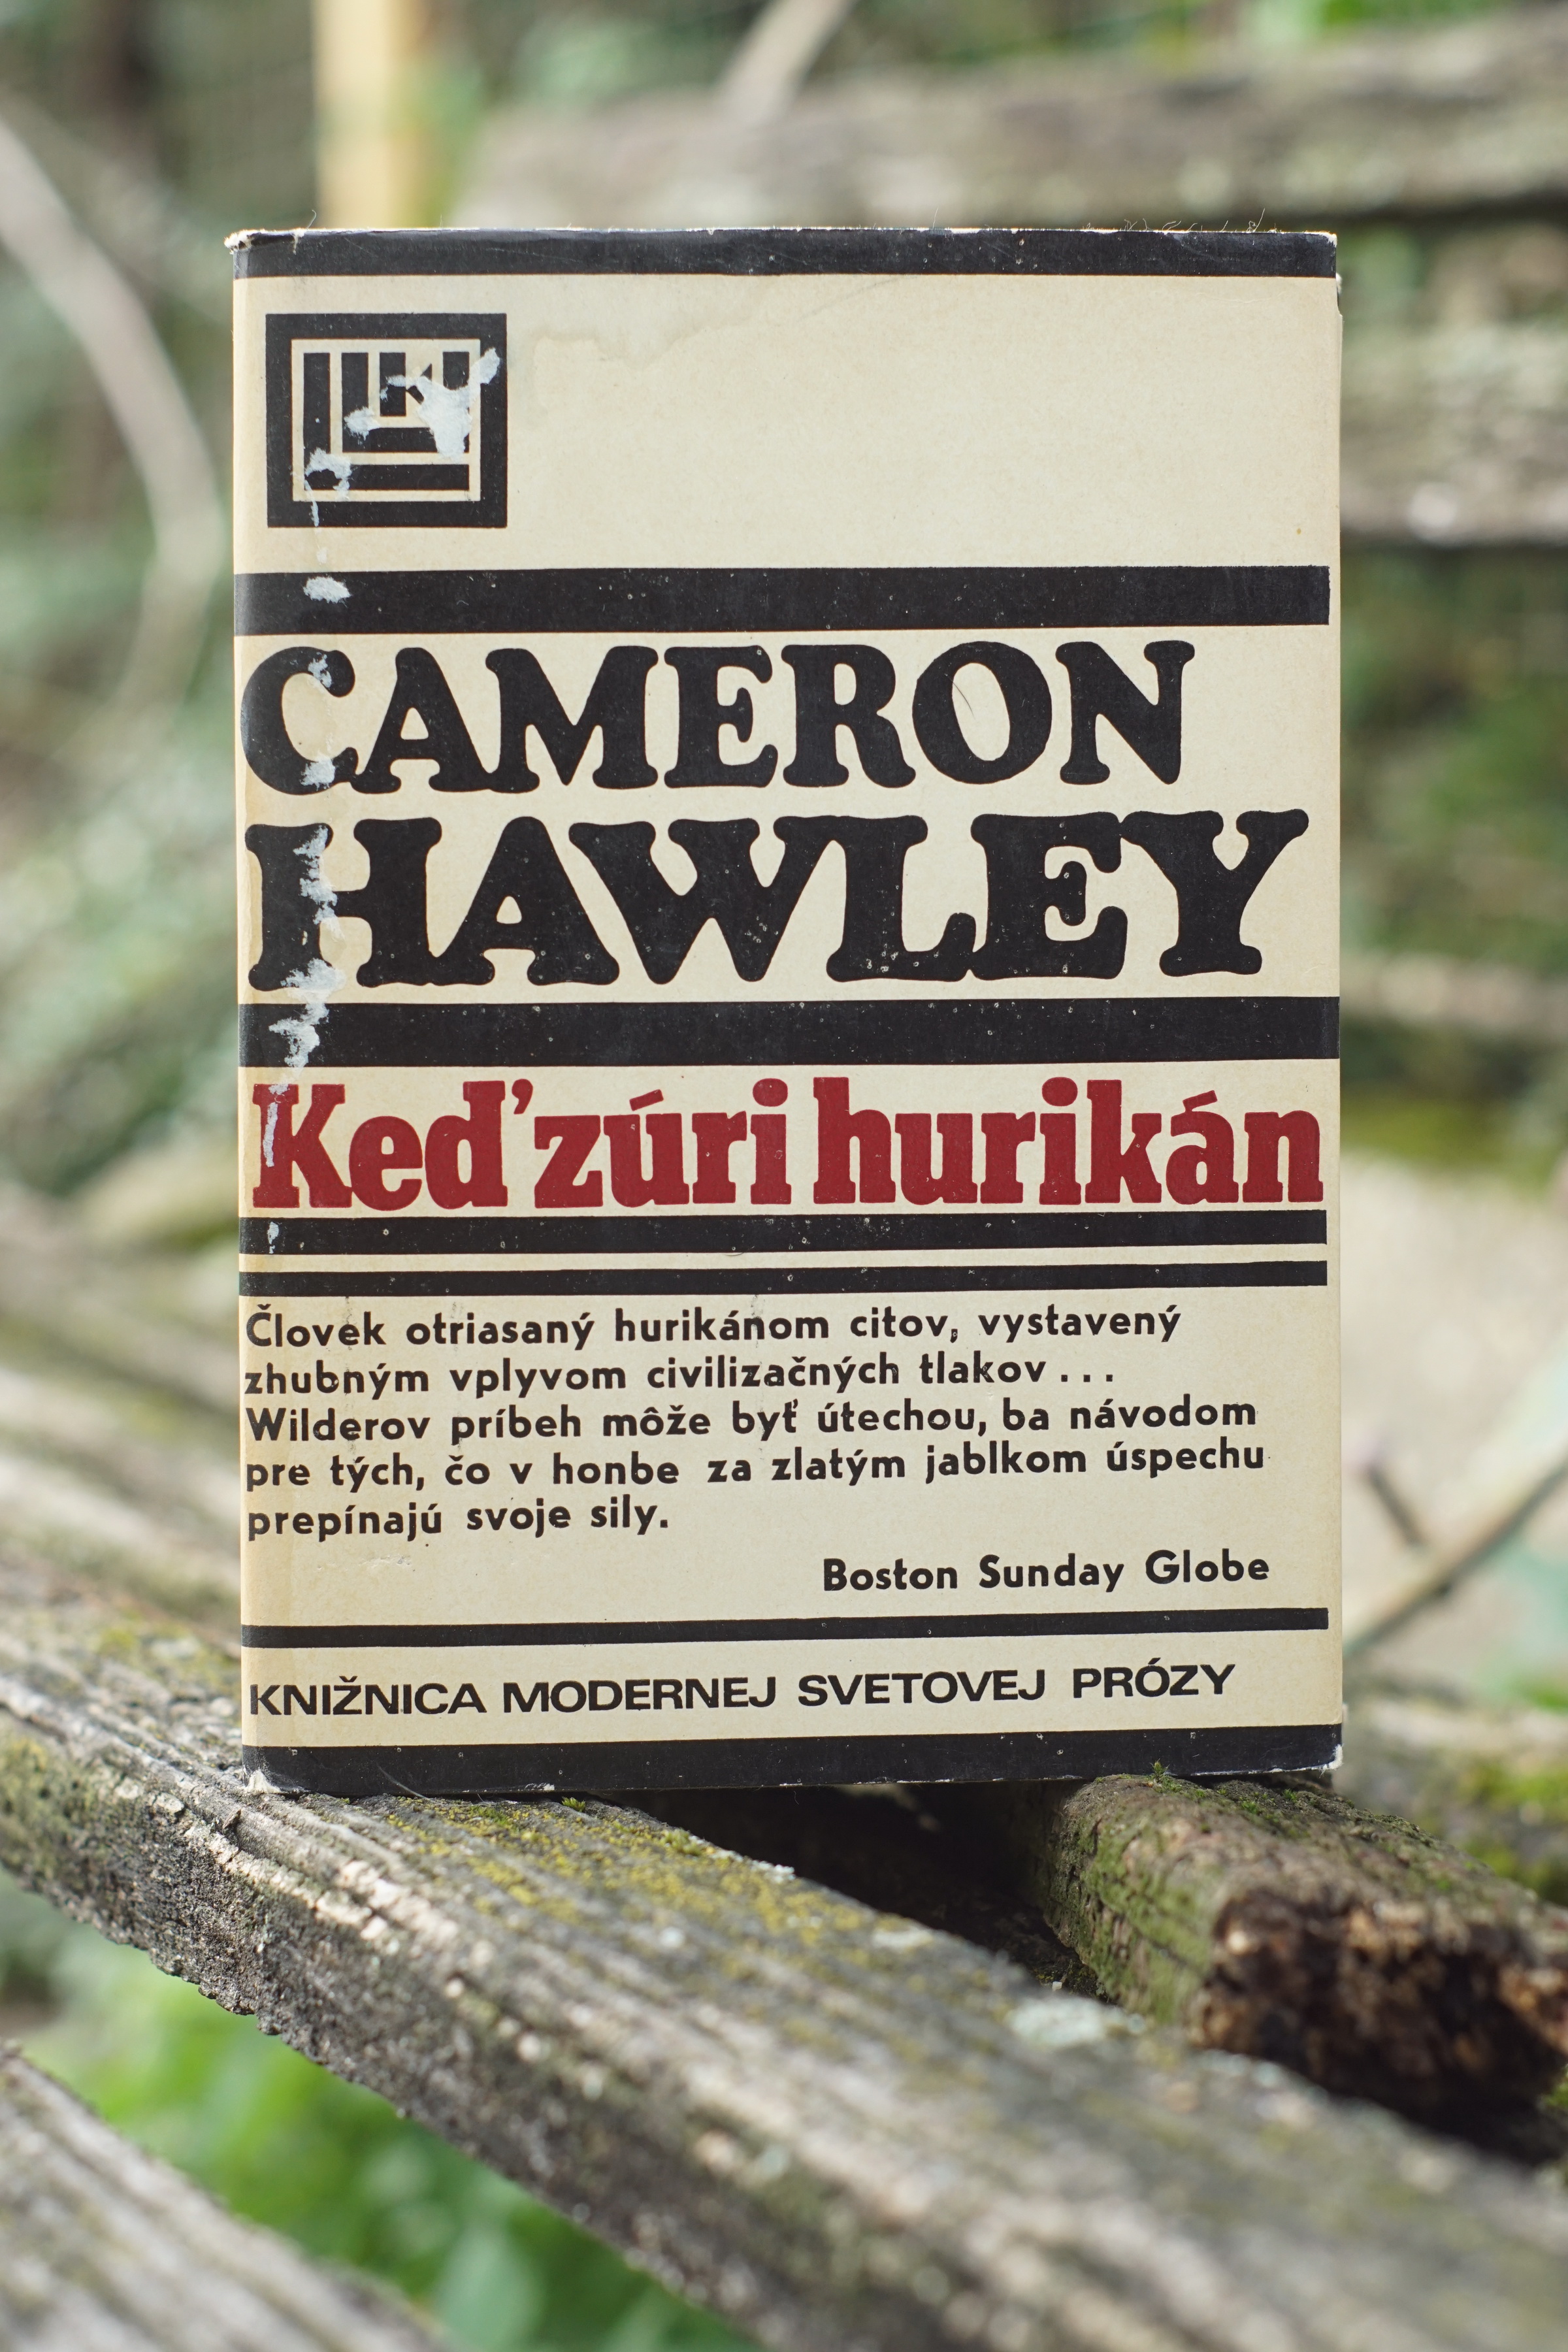 CAMERON
HAWLEY
Keď zúri hurikán
Človek otriasaný hurikánom citov, vystavený
zhubným vplyvom civilizačných tlakov...
Wilderov príbeh môže byť útechou, ba návodom
pre tých, čo v honbe za zlatým jablkom úspechu
prepínajú svoje sily.
Boston Sunday Globe
KNIŽNICA MODERNEJ SVETOVEJ PRÓZY